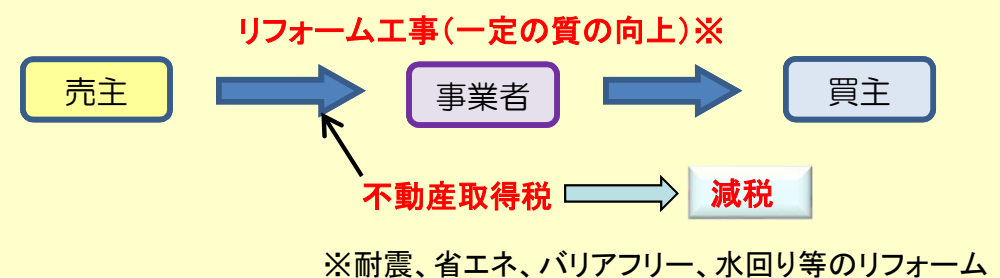 リフォーム工事（一定の質の向上）※
売主
事業者
買主
不動産取得税
減税
※耐震、省エネ、バリアフリー、水回り等のリフォーム